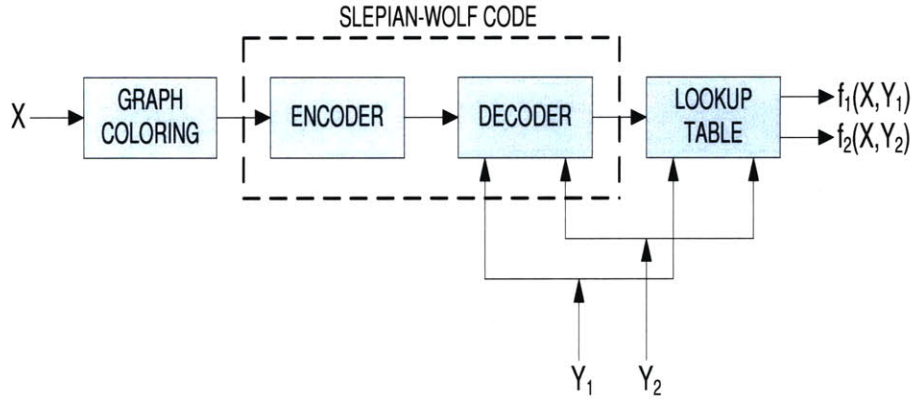 SLEPIAN-WOLF CODE
X
GRAPH
COLORING
ENCODER
DECODER
LOOKUP
TABLE
f₁(X,Y₁)
f₂(X,Y₂)
Y₁
Y₂